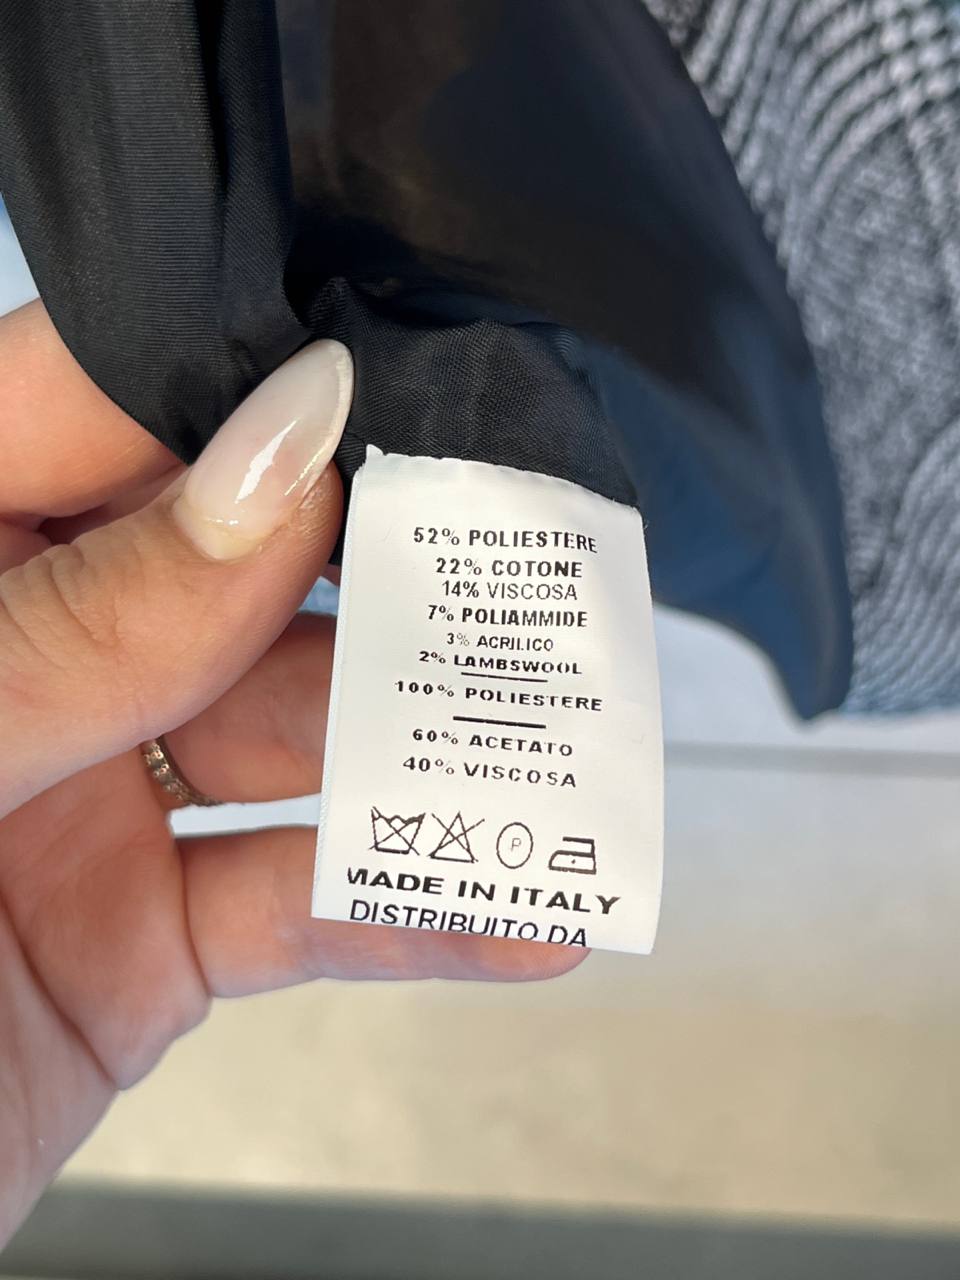 52% POLIESTERE
22% COTONE
14% VISCOSA
7% POLIAMMIDE
3% ACRILICO
2% LAMBSWOOL
100% POLIESTERE
60% ACETATO
40% VISCOSA
P
MADE IN ITALY
DISTRIBUITO DA